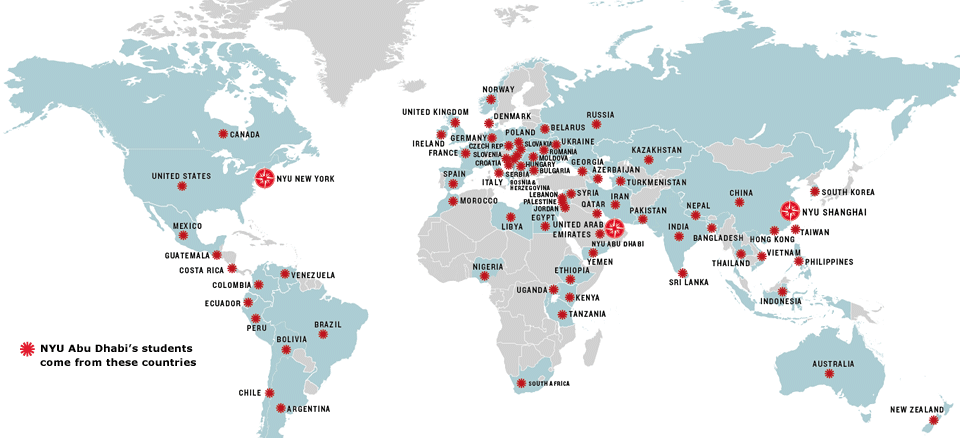 NORWAY
UNITED KINGDOM
DENMARK
RUSSIA
CANADA
IRELAND
GERMANY
POLAND
BELARUS
CZECH REP
SLOVAKIA
UKRAINE
FRANCE
SLOVENIA
ROMANIA
KAZAKHSTAN
CROATIA
MOLDOVA
HUNGARY
GEORGIA
UNITED STATES
NYU NEW YORK
SPAIN
ITALY
SERBIA
BULGARIA
AZERBAIJAN
BOSNIA &
HERZEGOVINA
TURKMENISTAN
MOROCCO
LEBANON
SYRIA
IRAN
CHINA
SOUTH KOREA
PALESTINE
JORDAN
QATAR
PAKISTAN
NEPAL
NYU SHANGHAI
MEXICO
LIBYA
EGYPT
UNITED ARAB
EMIRATES
INDIA
BANGLADESH
HONG KONG
TAIWAN
NYU ABU DHABI
GUATEMALA
COSTA RICA
VENEZUELA
NIGERIA
ETHIOPIA
YEMEN
THAILAND
VIETNAM
PHILIPPINES
COLOMBIA
SRI LANKA
ECUADOR
UGANDA
KENYA
INDONESIA
PERU
BRAZIL
TANZANIA
BOLIVIA
NYU Abu Dhabi's students
come from these countries
AUSTRALIA
SOUTH AFRICA
CHILE
ARGENTINA
NEW ZEALAND